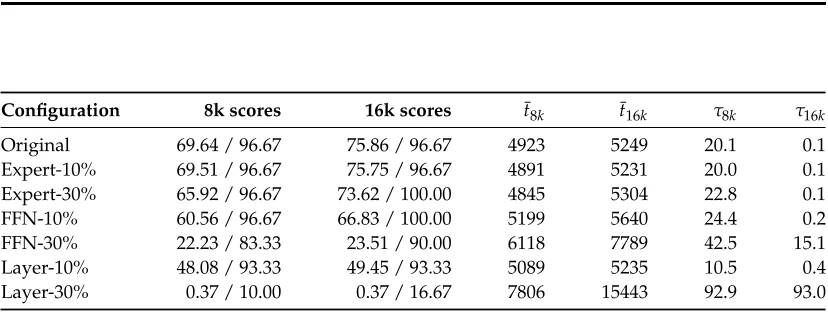 Configuration 8k scores 16k scores t̄8k t̄16k τ8k τ16k
Original 69.64 / 96.67 75.86 / 96.67 4923 5249 20.1 0.1
Expert-10% 69.51 / 96.67 75.75 / 96.67 4891 5231 20.0 0.1
Expert-30% 65.92 / 96.67 73.62 / 100.00 4845 5304 22.8 0.1
FFN-10% 60.56 / 96.67 66.83 / 100.00 5199 5640 24.4 0.2
FFN-30% 22.23 / 83.33 23.51 / 90.00 6118 7789 42.5 15.1
Layer-10% 48.08 / 93.33 49.45 / 93.33 5089 5235 10.5 0.4
Layer-30% 0.37 / 10.00 0.37 / 16.67 7806 15443 92.9 93.0